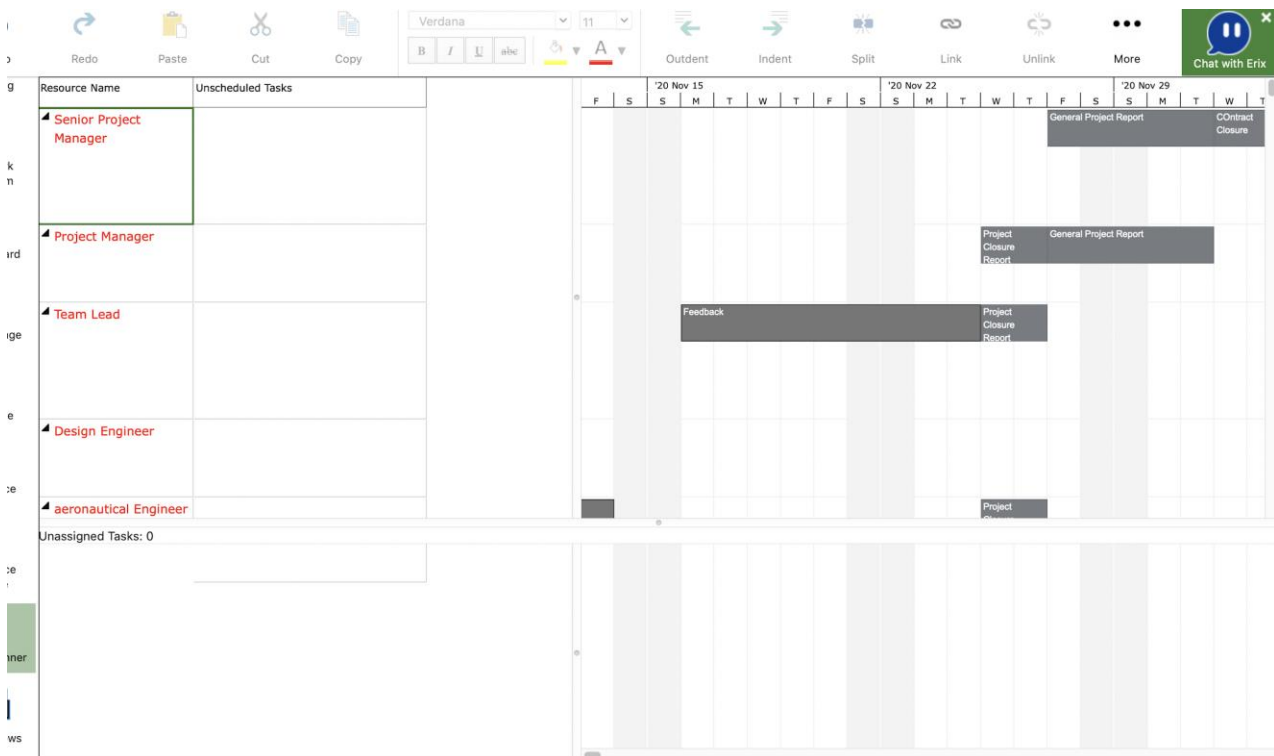 Redo Paste Cut Copy Verdana 11 Outdent Indent Split Link Unlink More Chat with Erix
B I U abc A
Resource Name Unscheduled Tasks '20 Nov 15 '20 Nov 22 '20 Nov 29
F S S M T W T F S S M T W T F S S M T W T
Senior Project
Manager
General Project Report
COntract
Closure
Project Manager
Project
Closure
Report
General Project Report
Team Lead
Feedback
Project
Closure
Report
Design Engineer
aeronautical Engineer
Project
Unassigned Tasks: 0